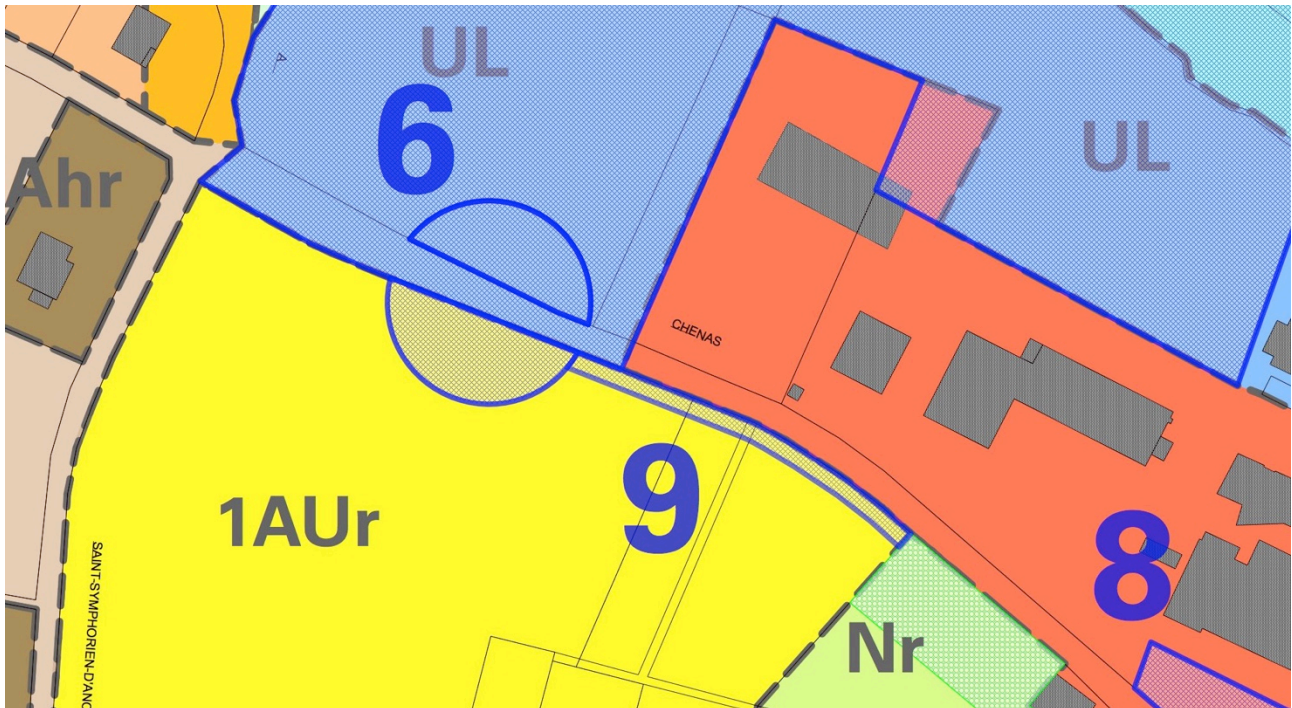 UL
6
A
UL
Ahr
CHENAS
9
1AUr
8
SAINT-SYMPHORIEN-D'ANC
Nr